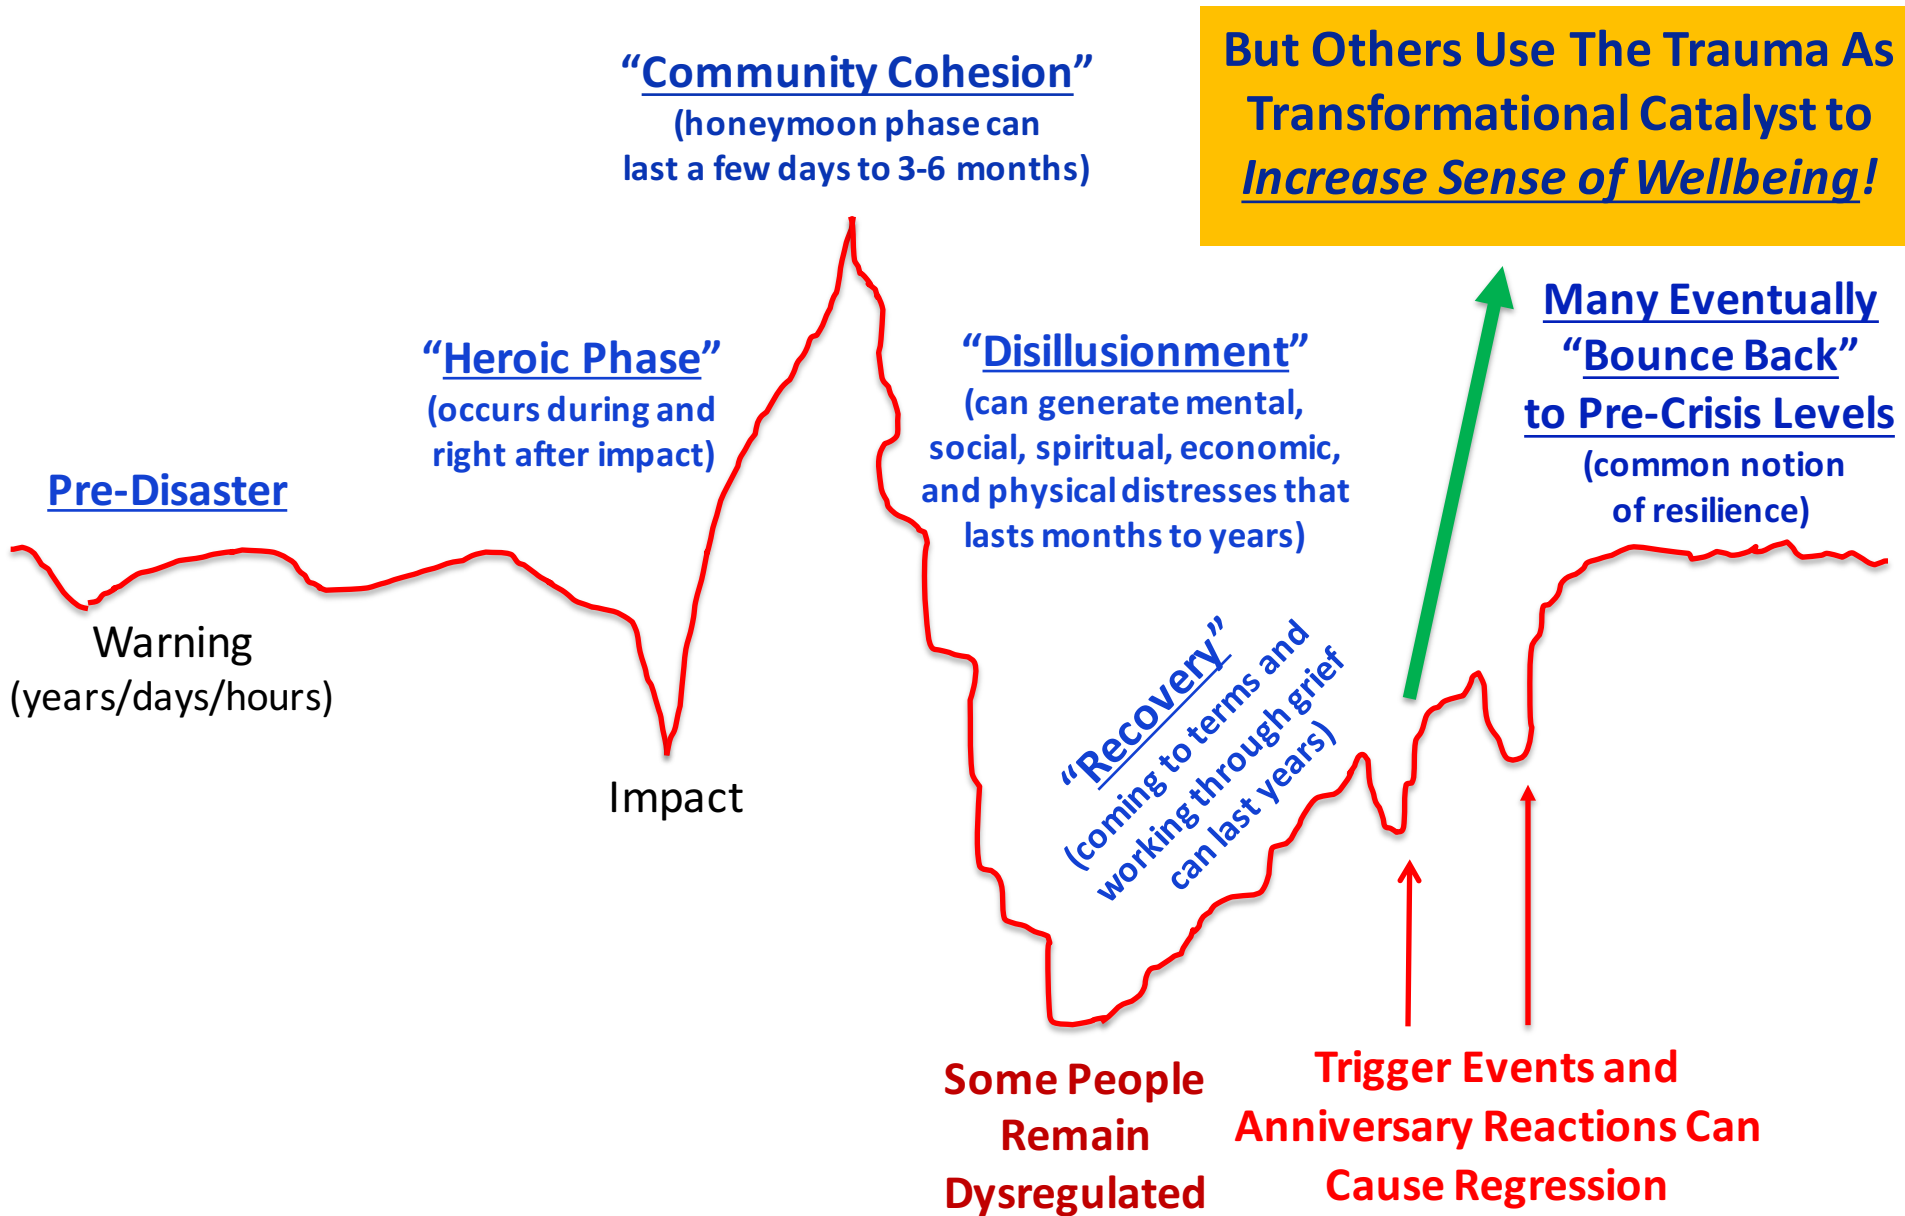 But Others Use The Trauma As
Transformational Catalyst to
Increase Sense of Wellbeing!
“Community Cohesion”
(honeymoon phase can
last a few days to 3-6 months)
“Heroic Phase”
(occurs during and
right after impact)
“Disillusionment”
(can generate mental,
social, spiritual, economic,
and physical distresses that
lasts months to years)
Many Eventually
“Bounce Back”
to Pre-Crisis Levels
(common notion
of resilience)
Pre-Disaster
Warning
(years/days/hours)
Impact
“Recovery”
(coming to terms and
working through grief
can last years)
Some People
Remain
Dysregulated
Trigger Events and
Anniversary Reactions Can
Cause Regression